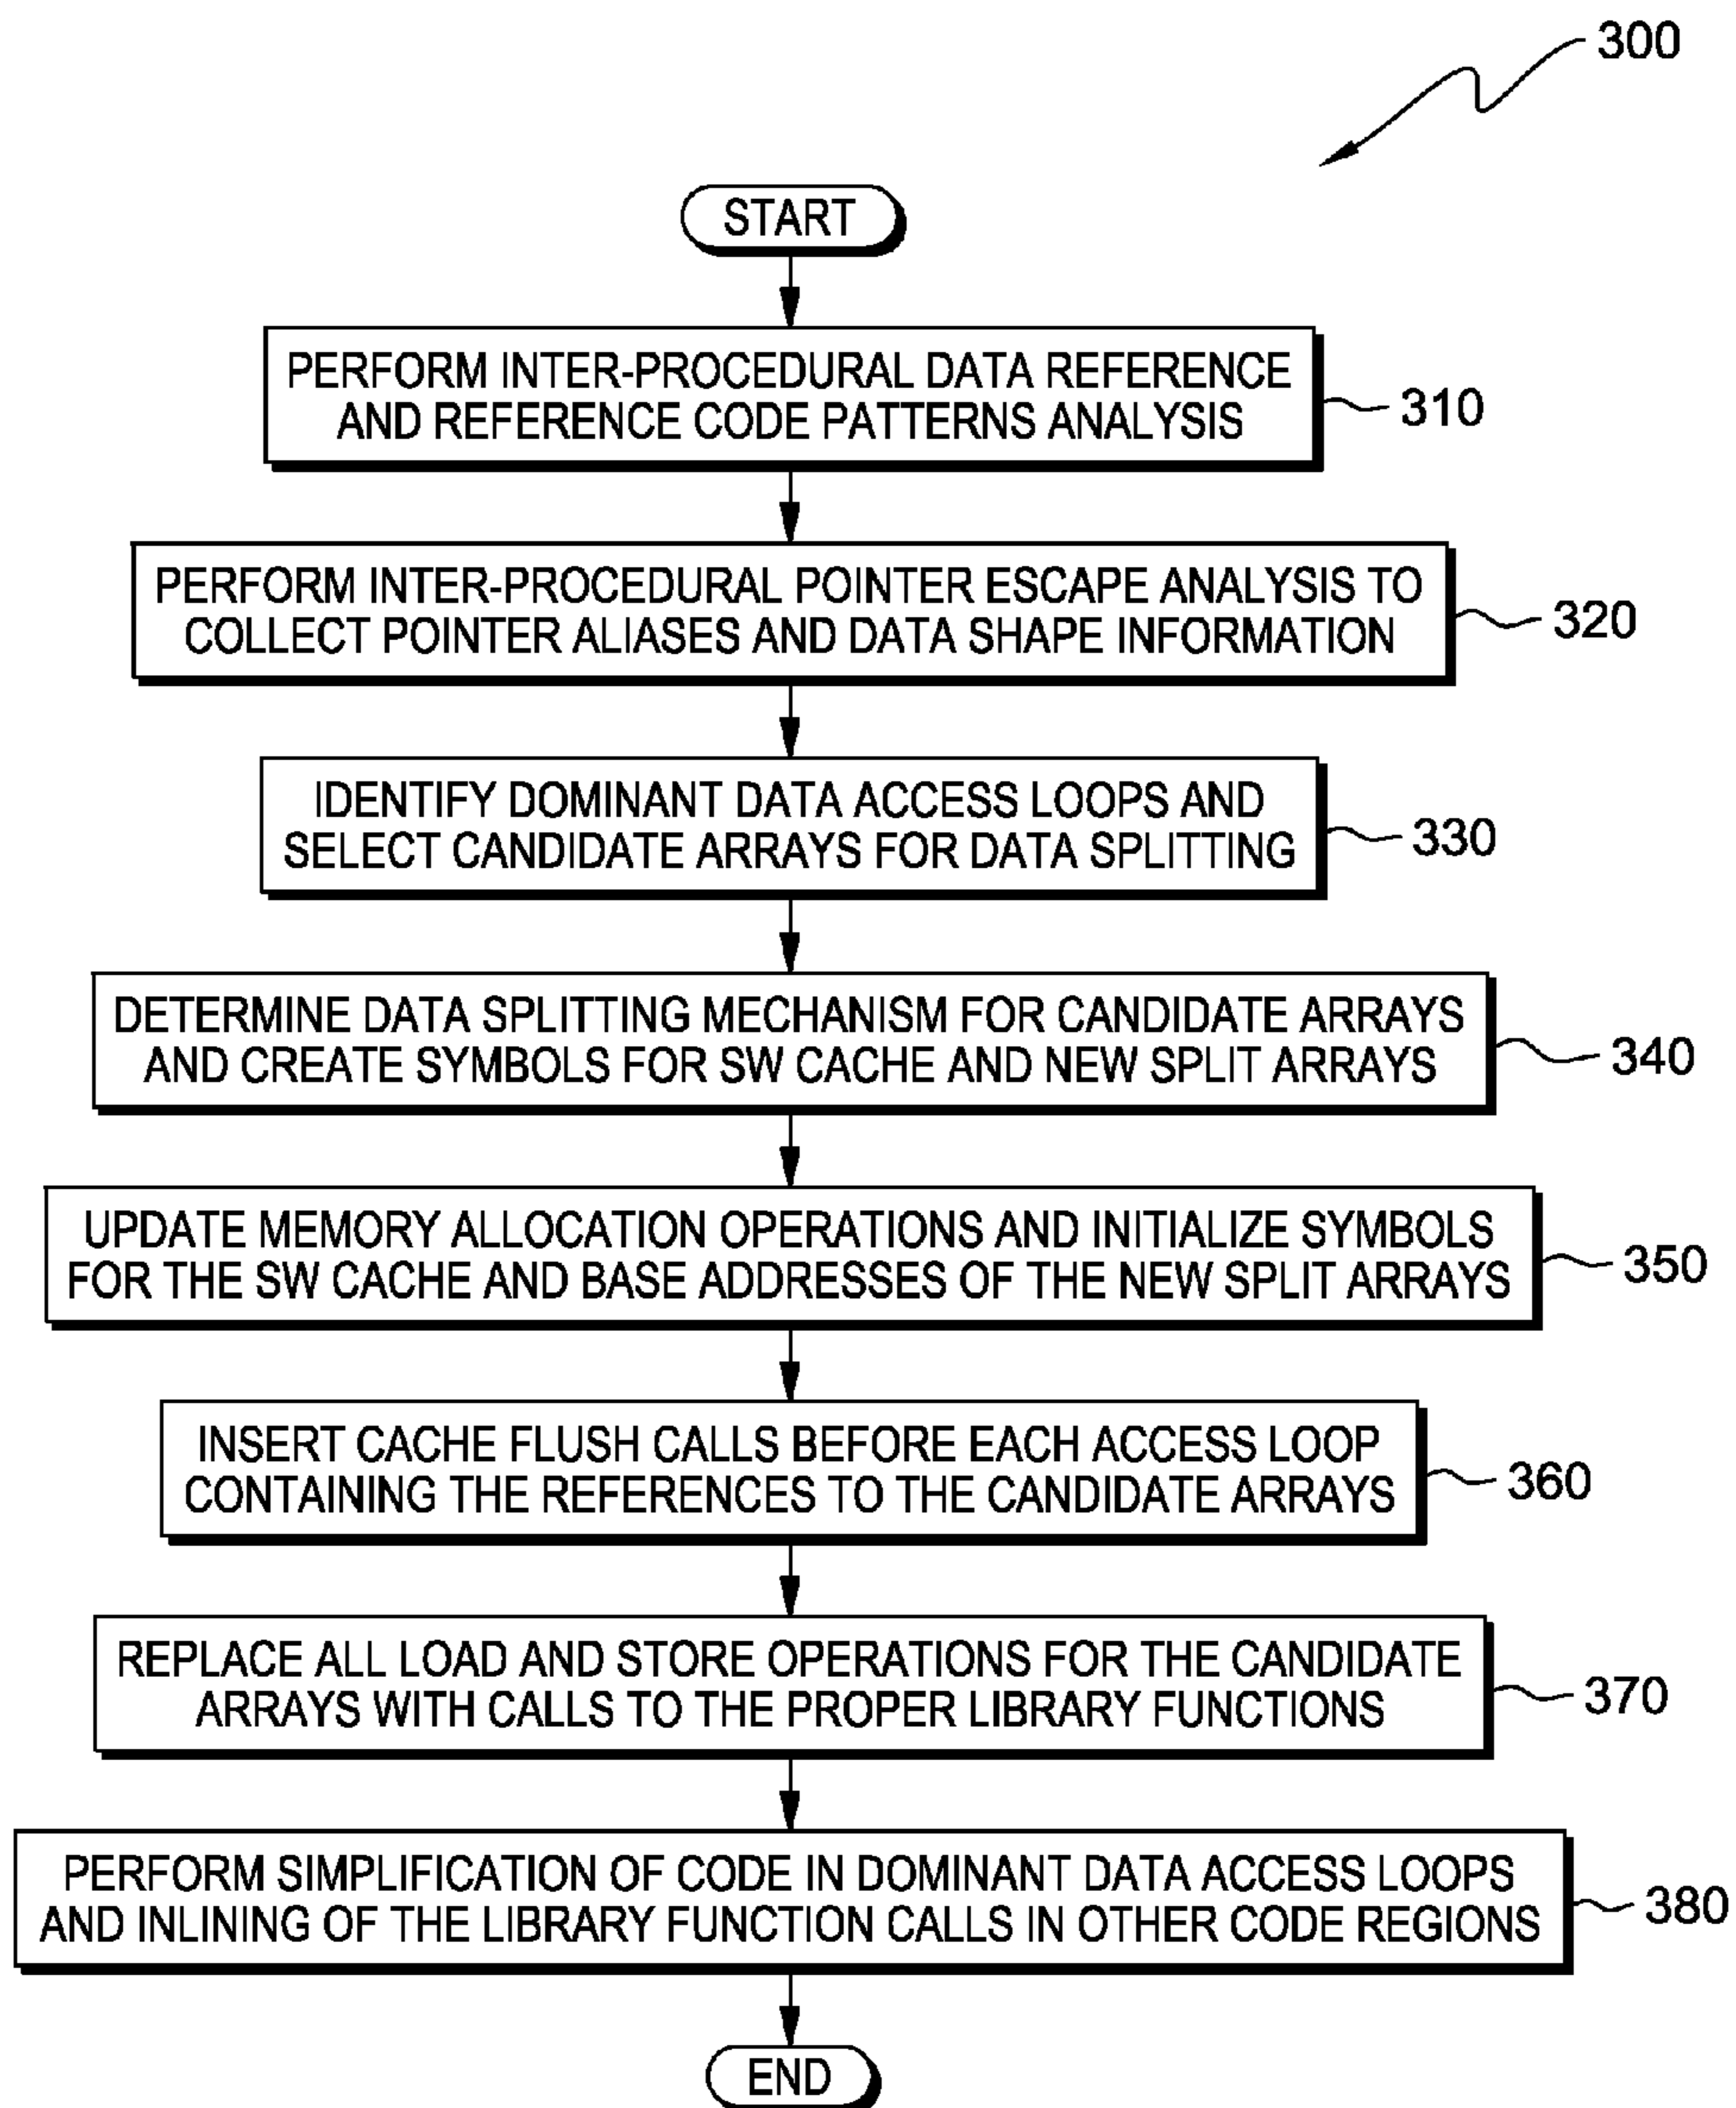 300
START
PERFORM INTER-PROCEDURAL DATA REFERENCE
AND REFERENCE CODE PATTERNS ANALYSIS
310
PERFORM INTER-PROCEDURAL POINTER ESCAPE ANALYSIS TO
COLLECT POINTER ALIASES AND DATA SHAPE INFORMATION
320
IDENTIFY DOMINANT DATA ACCESS LOOPS AND
SELECT CANDIDATE ARRAYS FOR DATA SPLITTING
330
DETERMINE DATA SPLITTING MECHANISM FOR CANDIDATE ARRAYS
AND CREATE SYMBOLS FOR SW CACHE AND NEW SPLIT ARRAYS
340
UPDATE MEMORY ALLOCATION OPERATIONS AND INITIALIZE SYMBOLS
FOR THE SW CACHE AND BASE ADDRESSES OF THE NEW SPLIT ARRAYS
350
INSERT CACHE FLUSH CALLS BEFORE EACH ACCESS LOOP
CONTAINING THE REFERENCES TO THE CANDIDATE ARRAYS
360
REPLACE ALL LOAD AND STORE OPERATIONS FOR THE CANDIDATE
ARRAYS WITH CALLS TO THE PROPER LIBRARY FUNCTIONS
370
PERFORM SIMPLIFICATION OF CODE IN DOMINANT DATA ACCESS LOOPS
AND INLINING OF THE LIBRARY FUNCTION CALLS IN OTHER CODE REGIONS
380
END